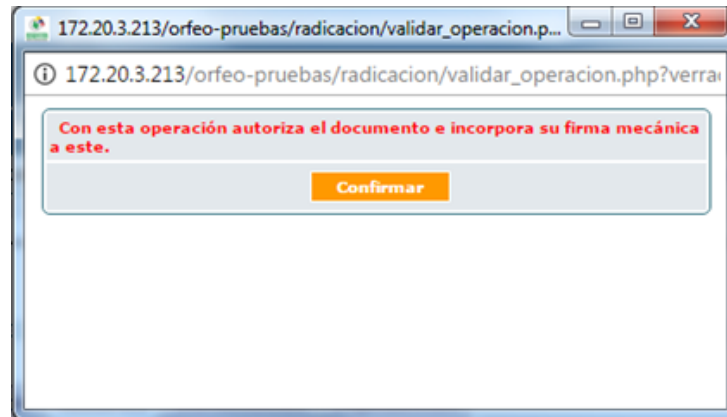 172.20.3.213/orfeo-pruebas/radicacion/validar_operacion.p...
172.20.3.213/orfeo-pruebas/radicacion/validar_operacion.php?verra
Con esta operación autoriza el documento e incorpora su firma mecánica
a este.
Confirmar